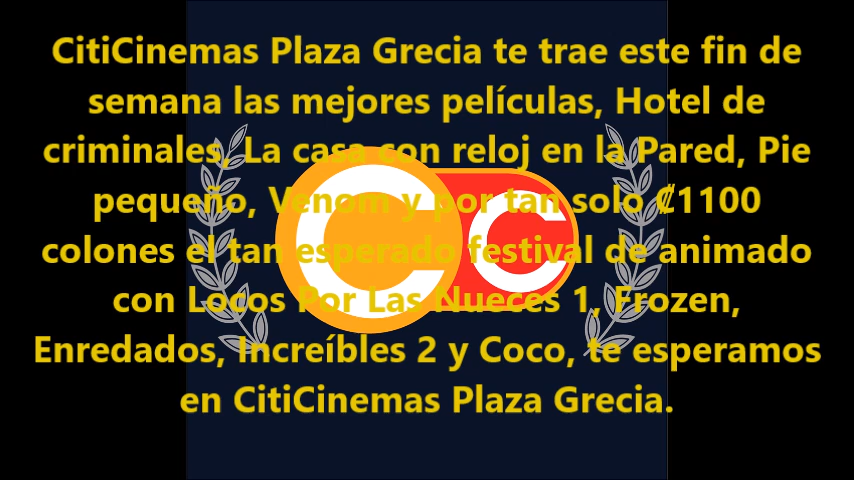 CitiCinemas Plaza Grecia te trae este fin de
semana las mejores películas, Hotel de
criminales, La casa con reloj en la Pared, Pie
pequeño, Venom y por tan solo ₡1100
colones el tan esperado festival de animado
con Locos Por Las Nueces 1, Frozen,
Enredados, Increíbles 2 y Coco, te esperamos
en CitiCinemas Plaza Grecia.